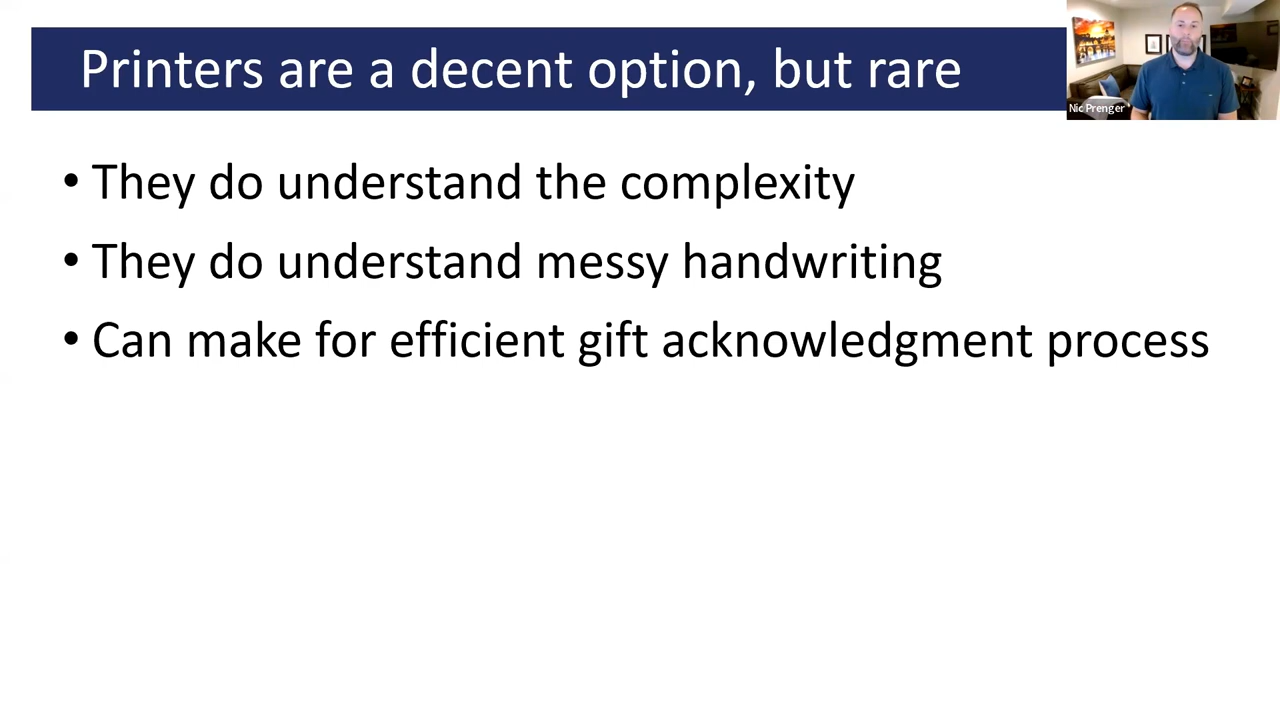 Printers are a decent option, but rare
Nic Prenger
• They do understand the complexity
• They do understand messy handwriting
• Can make for efficient gift acknowledgment process